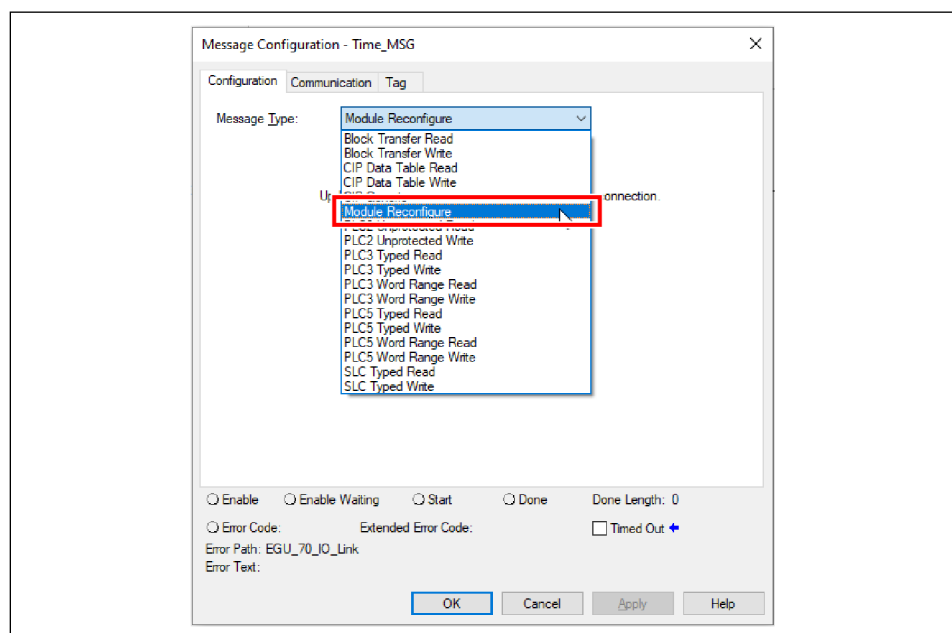 Message Configuration - Time_MSG
Configuration Communication Tag
Message Type: Module Reconfigure
Block Transfer Read
Block Transfer Write
CIP Data Table Read
CIP Data Table Write
onnection.
Module Reconfigure
PLC2 Unprotected Write
PLC3 Typed Read
PLC3 Typed Write
PLC3 Word Range Read
PLC3 Word Range Write
PLC5 Typed Read
PLC5 Typed Write
PLC5 Word Range Read
PLC5 Word Range Write
SLC Typed Read
SLC Typed Write
Enable Enable Waiting Start Done Done Length: 0
Error Code: Extended Error Code: Timed Out
Error Path: EGU_70_IO_Link
Error Text:
OK Cancel Apply Help